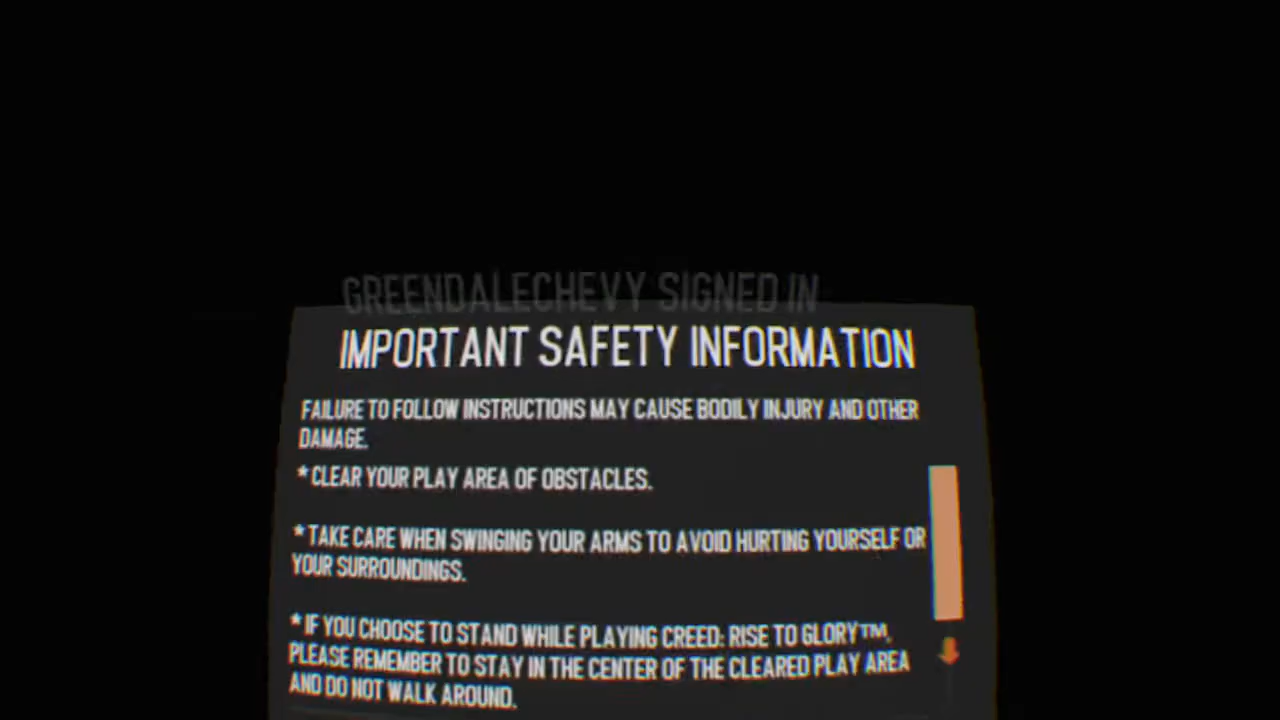 GREENDALECHEVY SIGNED IN
IMPORTANT SAFETY INFORMATION
FAILURE TO FOLLOW INSTRUCTIONS MAY CAUSE BODILY INJURY AND OTHER
DAMAGE.
* CLEAR YOUR PLAY AREA OF OBSTACLES.
* TAKE CARE WHEN SWINGING YOUR ARMS TO AVOID HURTING YOURSELF OR
YOUR SURROUNDINGS.
* IF YOU CHOOSE TO STAND WHILE PLAYING CREED: RISE TO GLORY™,
PLEASE REMEMBER TO STAY IN THE CENTER OF THE CLEARED PLAY AREA
AND DO NOT WALK AROUND.